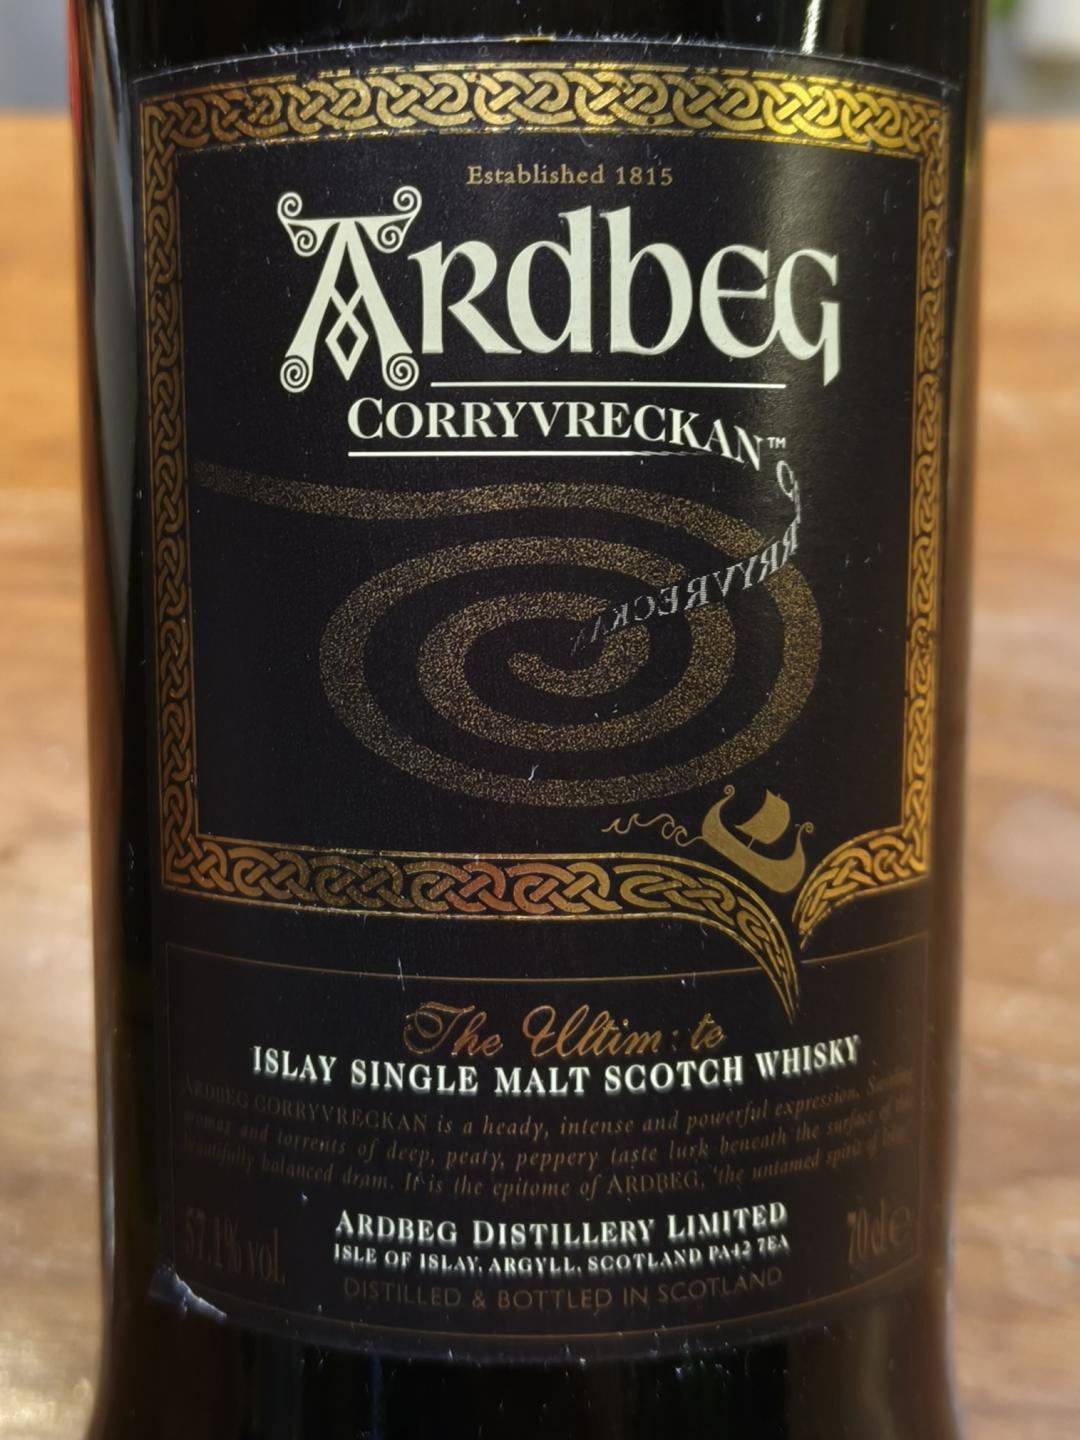 Established 1815
ARDBEG
CORRYVRECKAN™
CORRYVRECKAN
The Ultimate
ISLAY SINGLE MALT SCOTCH WHISKY
ARDBEG CORRYVRECKAN is a heady, intense and powerful expression. Swirling
aromas and torrents of deep, peaty, peppery taste lurk beneath the surface of this
beautifully balanced dram. It is the epitome of ARDBEG, 'the untamed spirit of Islay'.
57.1% vol.
ARDBEG DISTILLERY LIMITED
ISLE OF ISLAY, ARGYLL, SCOTLAND PA42 7EA
70cl e
DISTILLED & BOTTLED IN SCOTLAND